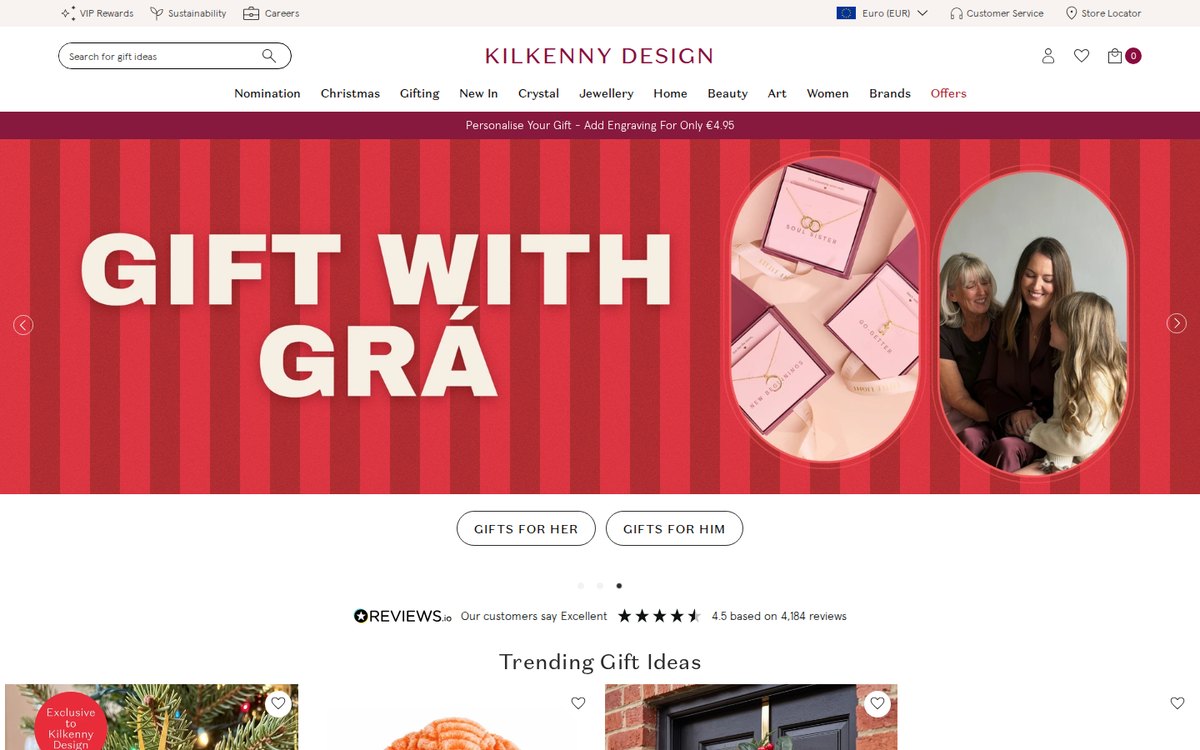 VIP Rewards
Sustainability
Careers
Euro (EUR)
Customer Service
Store Locator
Search for gift ideas
KILKENNY DESIGN
0
Nomination
Christmas
Gifting
New In
Crystal
Jewellery
Home
Beauty
Art
Women
Brands
Offers
Personalise Your Gift - Add Engraving For Only €4.95
GIFT WITH
GRÁ
SOUL SISTER
GO-GETTER
NEW BEGINNINGS
GIFTS FOR HER
GIFTS FOR HIM
REVIEWS.io
Our customers say Excellent
4.5 based on 4,184 reviews
Trending Gift Ideas
Exclusive
to
Kilkenny
Design